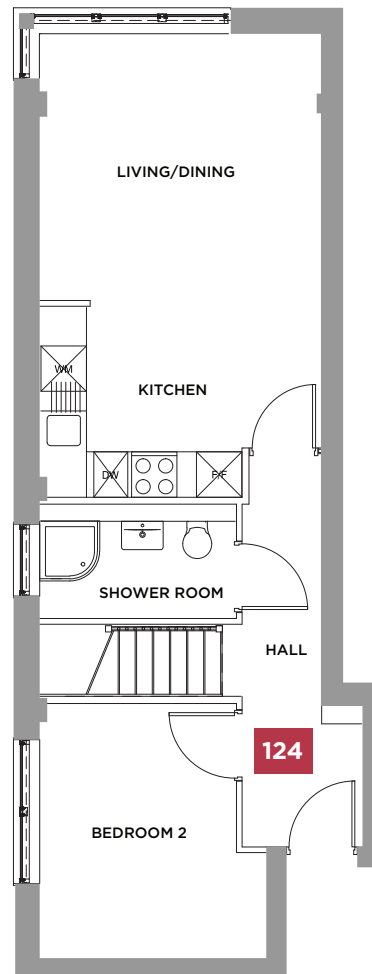 LIVING/DINING
WM
KITCHEN
DW
F/F
SHOWER ROOM
HALL
124
BEDROOM 2